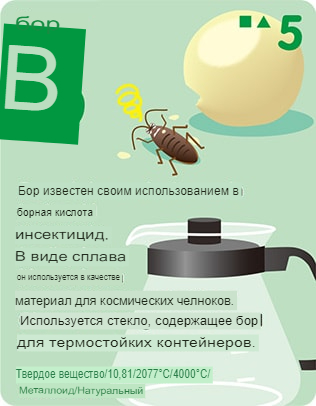 бор
B
5
Бор известен своим использованием в
борная кислота
инсектицид.
В виде сплава
он используется в качестве
материал для космических челноков.
Используется стекло, содержащее бор
для термостойких контейнеров.
Твердое вещество/10,81/2077°C/4000°C/
Металлоид/Натуральный